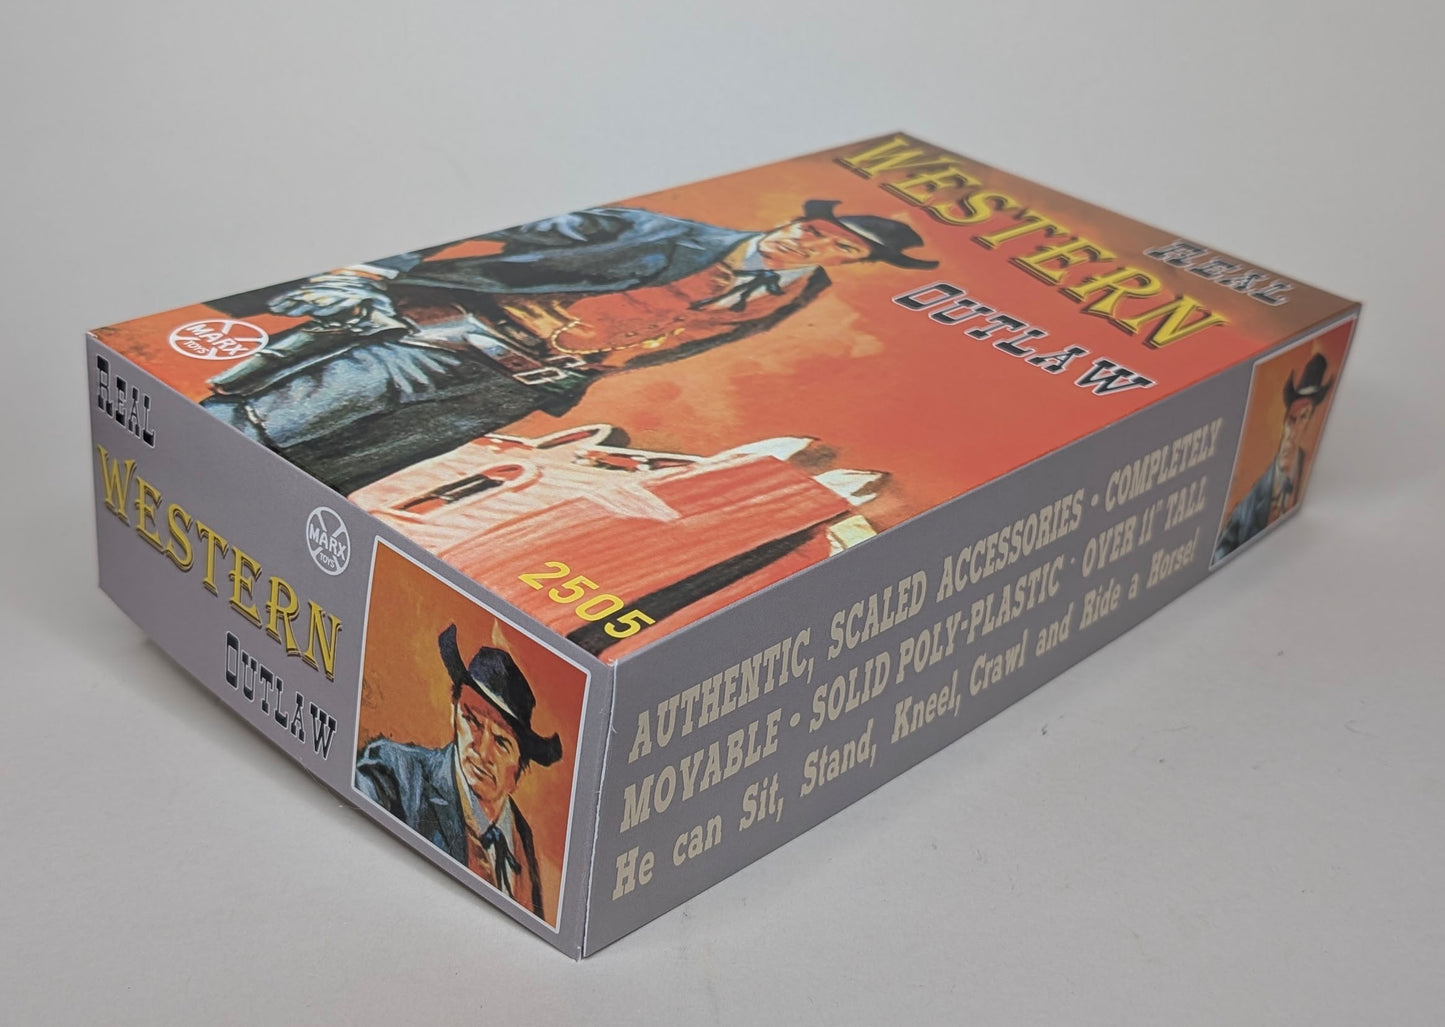 REAL
WESTERN
OUTLAW
MARX
TOYS
2505
REAL
WESTERN
OUTLAW
MARX
TOYS
AUTHENTIC, SCALED ACCESSORIES • COMPLETELY
MOVABLE • SOLID POLY-PLASTIC • OVER 11" TALL
He can Sit, Stand, Kneel, Crawl and Ride a Horse!